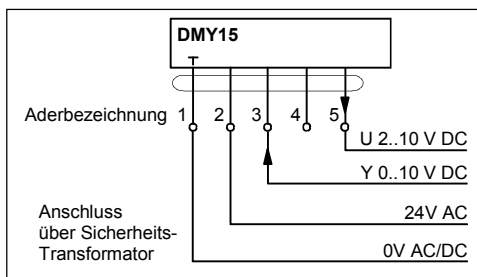 DMY15
Aderbezeichnung 1 2 3 4 5
U 2..10 V DC
Y 0..10 V DC
24V AC
0V AC/DC
Anschluss
über Sicherheits-
Transformator